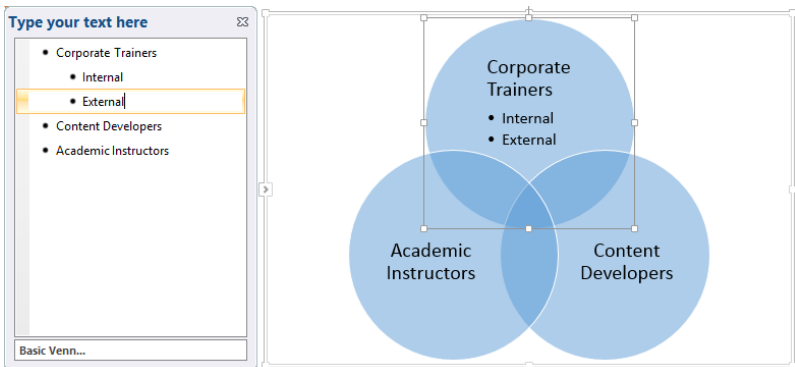 Type your text here
• Corporate Trainers
• Internal
• External
• Content Developers
• Academic Instructors
Basic Venn...
Corporate
Trainers
• Internal
• External
Academic
Instructors
Content
Developers